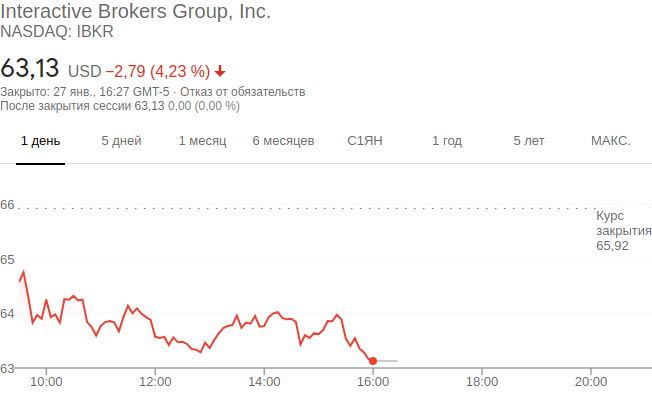 Interactive Brokers Group, Inc.
NASDAQ: IBKR
63,13 USD −2,79 (4,23 %)
Закрыто: 27 янв., 16:27 GMT-5 · Отказ от обязательств
После закрытия сессии 63,13 0,00 (0,00 %)
1 день 5 дней 1 месяц 6 месяцев С1ЯН 1 год 5 лет МАКС.
66
Курс
закрытия
65,92
65
64
63
10:00 12:00 14:00 16:00 18:00 20:00